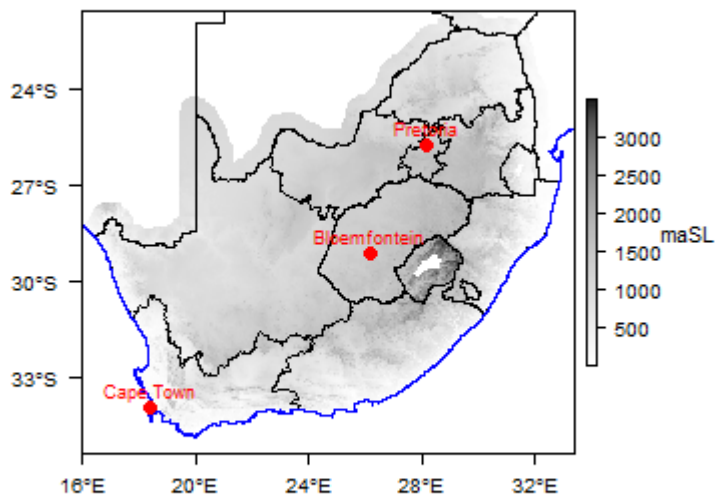 24°S
27°S
30°S
33°S
16°E
20°E
24°E
28°E
32°E
Pretoria
Bloemfontein
Cape Town
3000
2500
2000
1500
1000
500
maSL